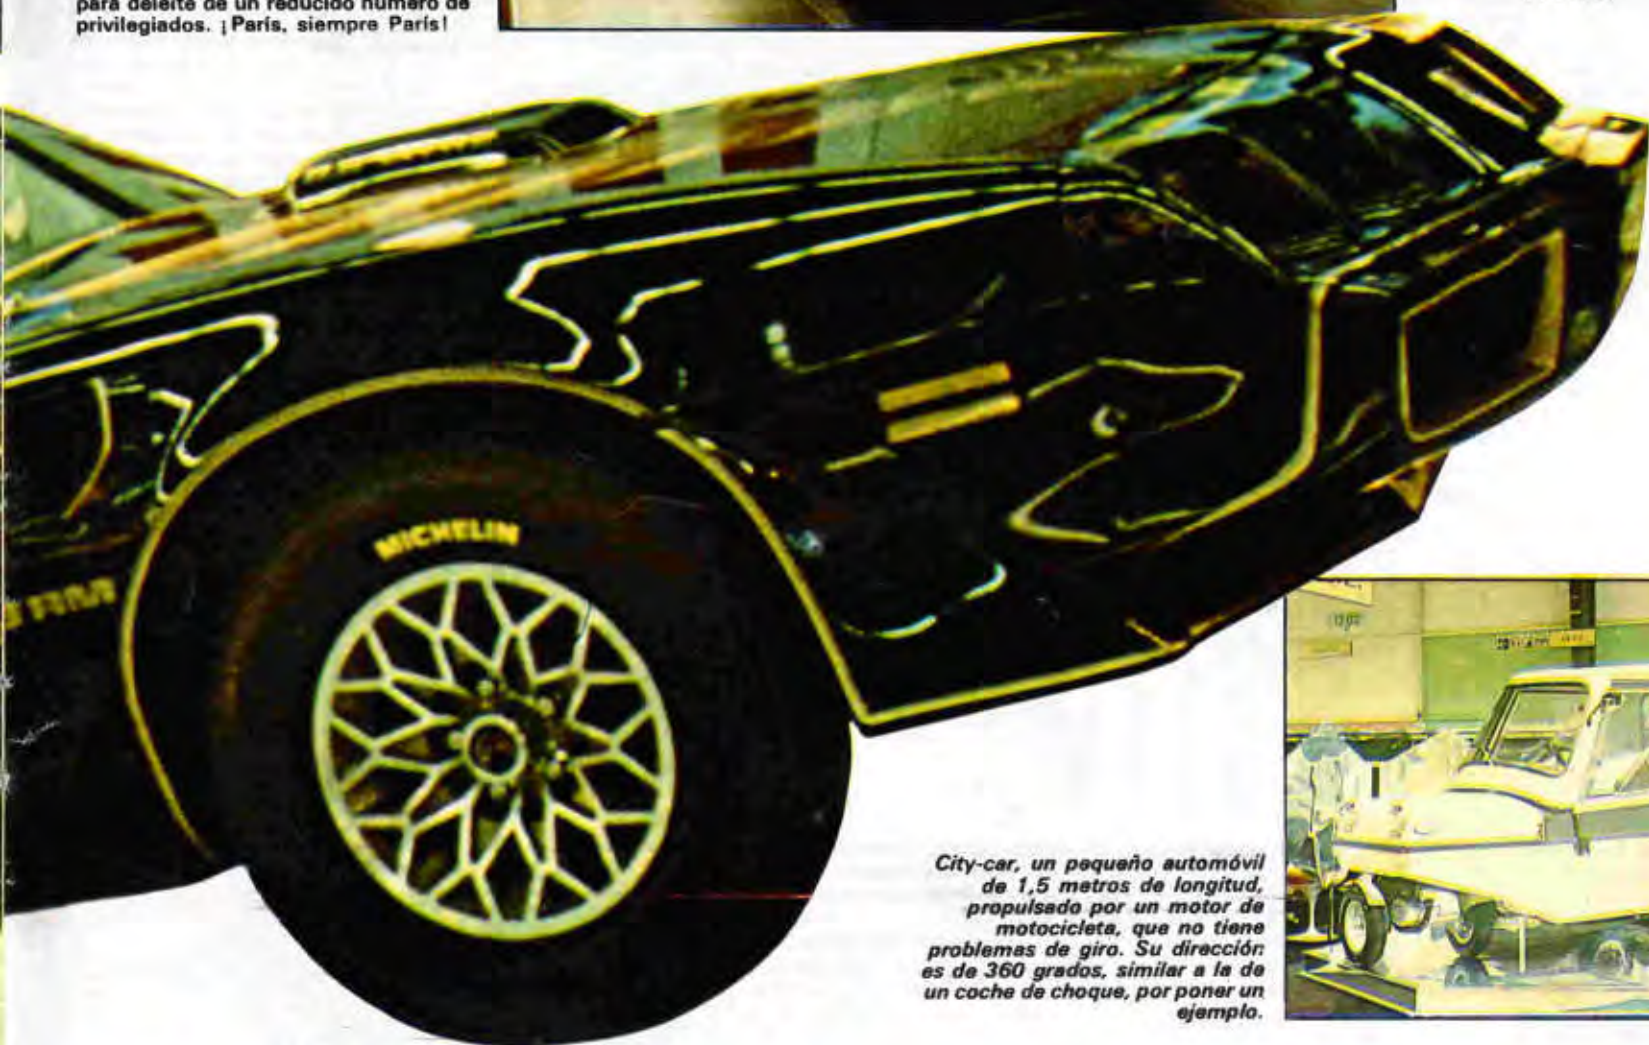 para deleite de un reducido número de
privilegiados. ¡París, siempre París!
MICHELIN
City-car, un pequeño automóvil
de 1,5 metros de longitud,
propulsado por un motor de
motocicleta, que no tiene
problemas de giro. Su dirección
es de 360 grados, similar a la de
un coche de choque, por poner un
ejemplo.